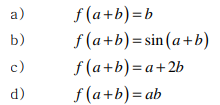 a) f(a+b)=b
b) f(a+b)=sin(a+b)
c) f(a+b)=a+2b
d) f(a+b)=ab